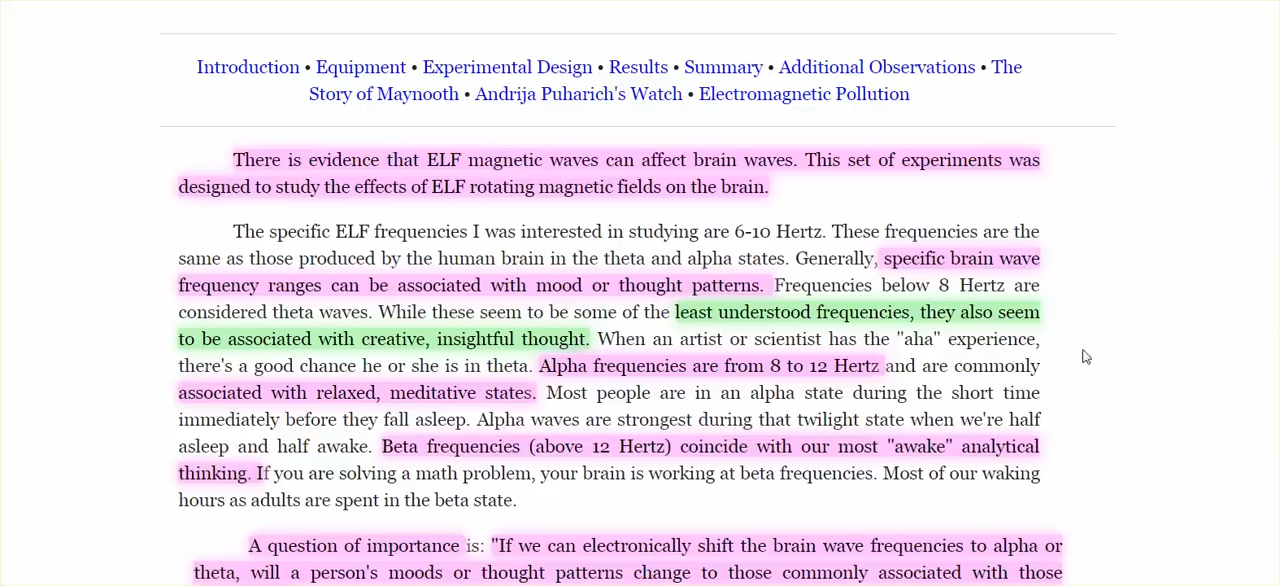 Introduction • Equipment • Experimental Design • Results • Summary • Additional Observations • The
Story of Maynooth • Andrija Puharich's Watch • Electromagnetic Pollution
There is evidence that ELF magnetic waves can affect brain waves. This set of experiments was
designed to study the effects of ELF rotating magnetic fields on the brain.
The specific ELF frequencies I was interested in studying are 6-10 Hertz. These frequencies are the
same as those produced by the human brain in the theta and alpha states. Generally, specific brain wave
frequency ranges can be associated with mood or thought patterns. Frequencies below 8 Hertz are
considered theta waves. While these seem to be some of the least understood frequencies, they also seem
to be associated with creative, insightful thought. When an artist or scientist has the "aha" experience,
there's a good chance he or she is in theta. Alpha frequencies are from 8 to 12 Hertz and are commonly
associated with relaxed, meditative states. Most people are in an alpha state during the short time
immediately before they fall asleep. Alpha waves are strongest during that twilight state when we're half
asleep and half awake. Beta frequencies (above 12 Hertz) coincide with our most "awake" analytical
thinking. If you are solving a math problem, your brain is working at beta frequencies. Most of our waking
hours as adults are spent in the beta state.
A question of importance is: "If we can electronically shift the brain wave frequencies to alpha or
theta, will a person's moods or thought patterns change to those commonly associated with those